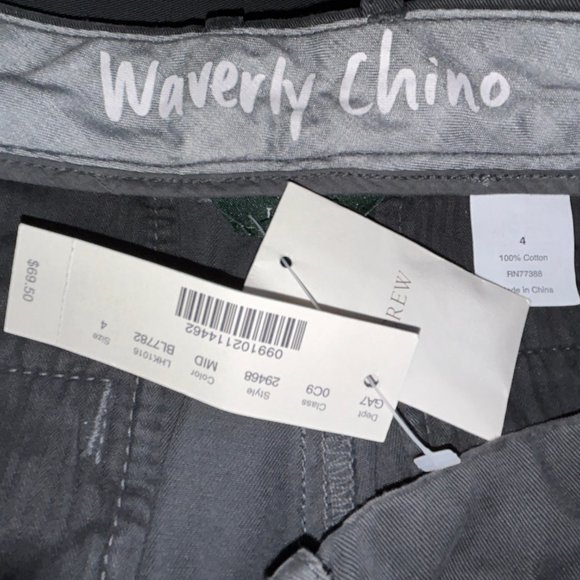 Waverly Chino
4
100% Cotton
RN77388
de in China
REW
$69.50
099102114462
Size
4
LHK1016
BL7782
Color
MID
Style
29468
Class
0C9
Dept
GA7